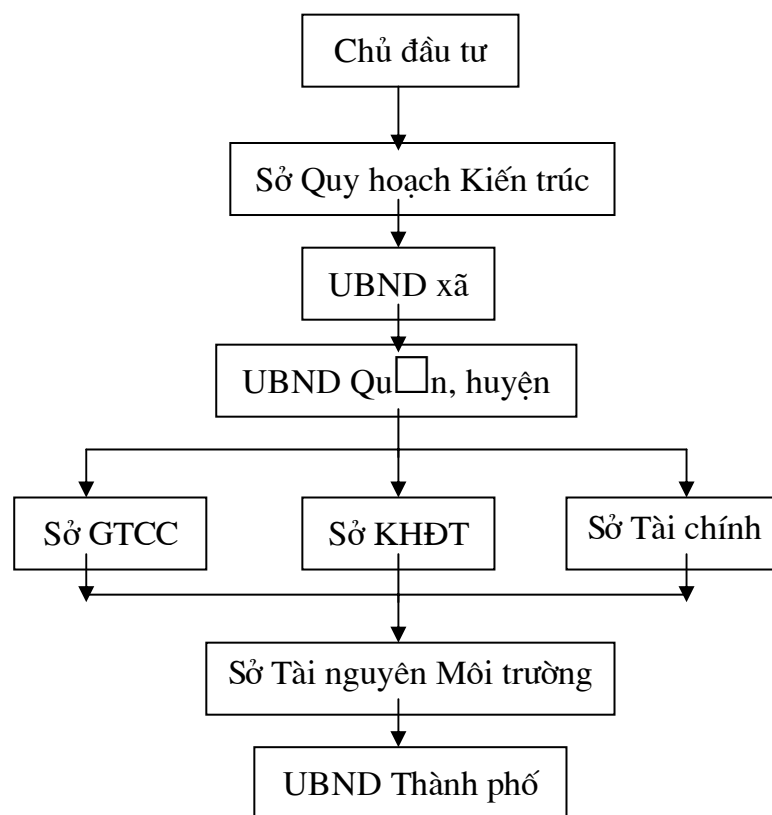 Chủ đầu tư
Sở Quy hoạch Kiến trúc
UBND xã
UBND Qu□n, huyện
Sở GTCC
Sở KHĐT
Sở Tài chính
Sở Tài nguyên Môi trường
UBND Thành phố